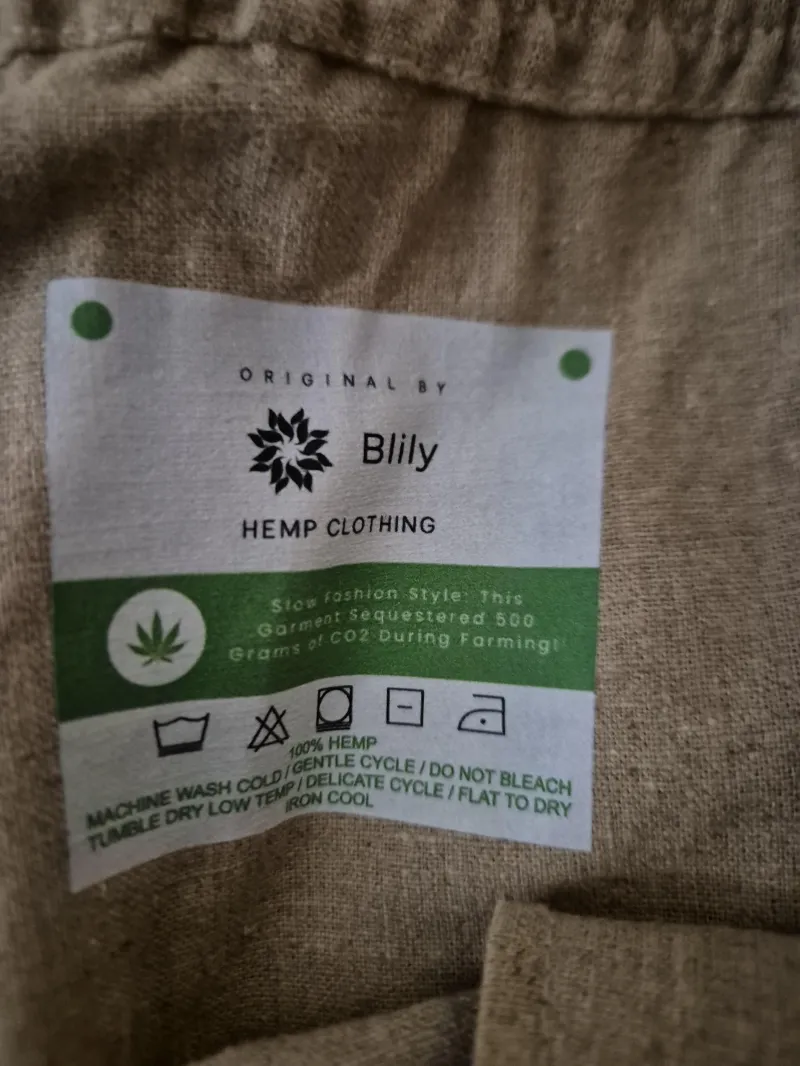 ORIGINAL BY
Blily
HEMP CLOTHING
Slow Fashion Style: This
Garment Sequestered 500
Grams of CO2 During Farming!
100% HEMP
MACHINE WASH COLD / GENTLE CYCLE / DO NOT BLEACH
TUMBLE DRY LOW TEMP / DELICATE CYCLE / FLAT TO DRY
IRON COOL